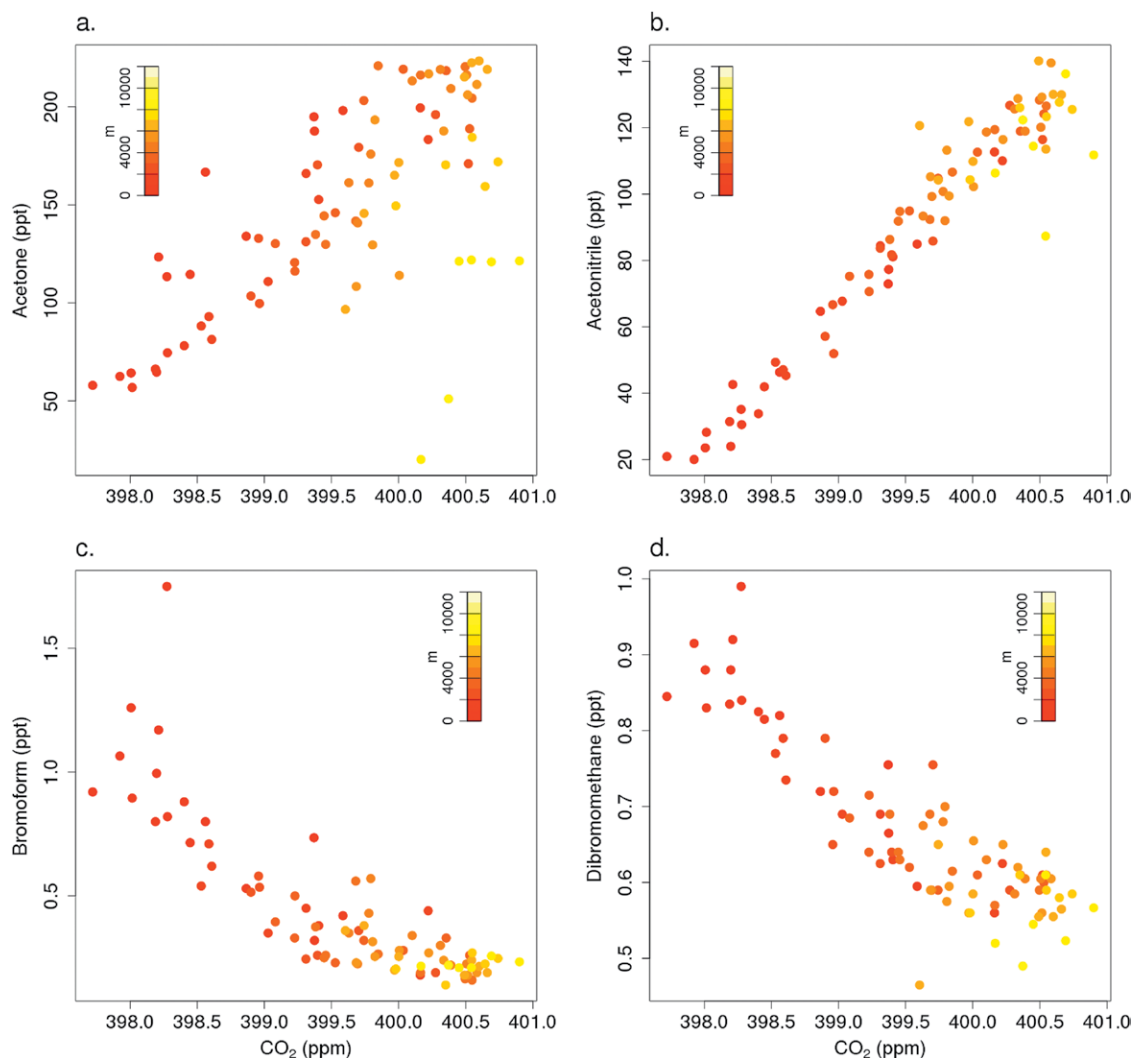 a.
200
150
100
50
Acetone (ppt)
10000
4000
0
m
398.0 398.5 399.0 399.5 400.0 400.5 401.0
b.
140
120
100
80
60
40
20
Acetonitrile (ppt)
10000
4000
0
m
398.0 398.5 399.0 399.5 400.0 400.5 401.0
c.
1.5
1.0
0.5
Bromoform (ppt)
10000
4000
0
m
398.0 398.5 399.0 399.5 400.0 400.5 401.0
CO₂ (ppm)
d.
1.0
0.9
0.8
0.7
0.6
0.5
Dibromomethane (ppt)
10000
4000
0
m
398.0 398.5 399.0 399.5 400.0 400.5 401.0
CO₂ (ppm)